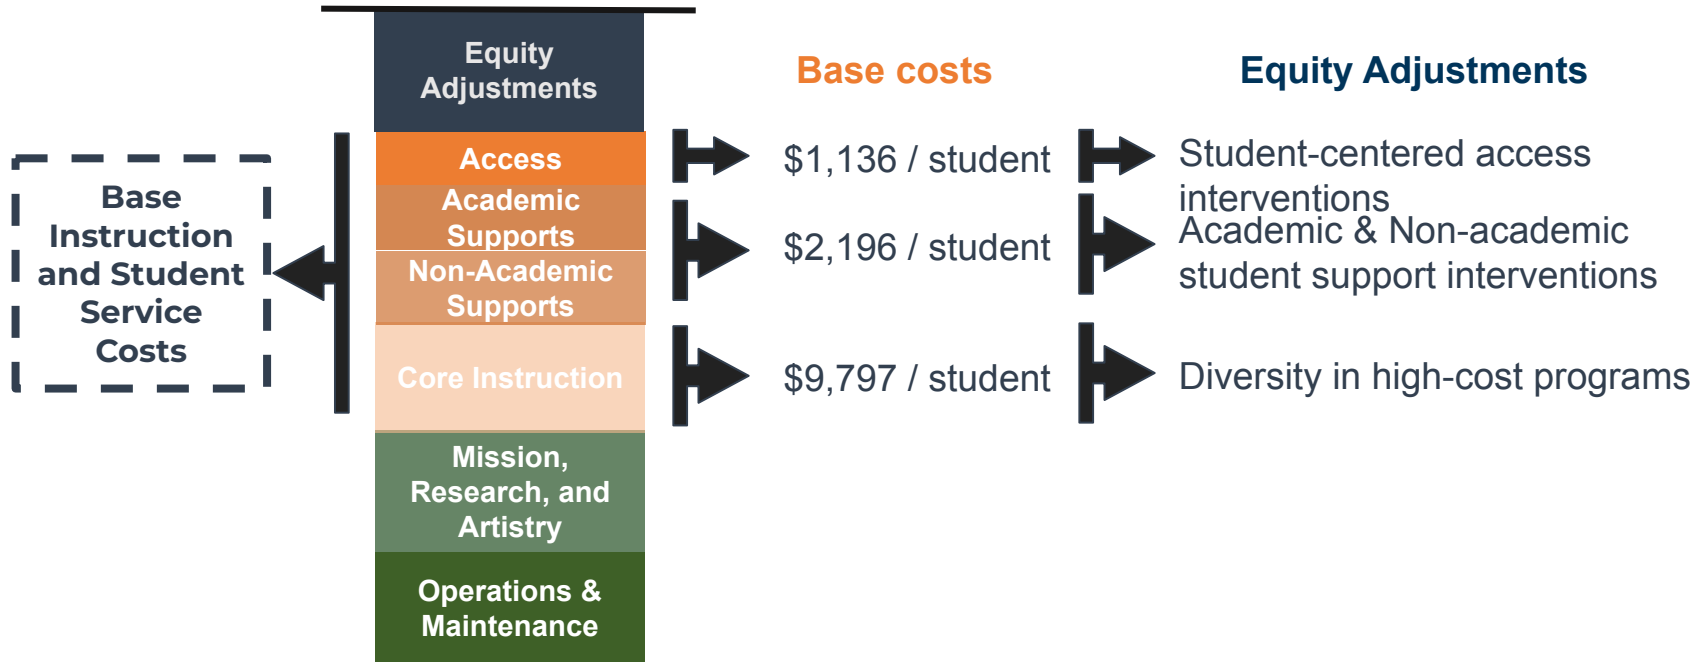 Equity
Adjustments
Base costs
Equity Adjustments
Base
Instruction
and Student
Service
Costs
Access
$1,136 / student
Student-centered access
interventions
Academic
Supports
Non-Academic
Supports
$2,196 / student
Academic & Non-academic
student support interventions
Core Instruction
$9,797 / student
Diversity in high-cost programs
Mission,
Research, and
Artistry
Operations &
Maintenance